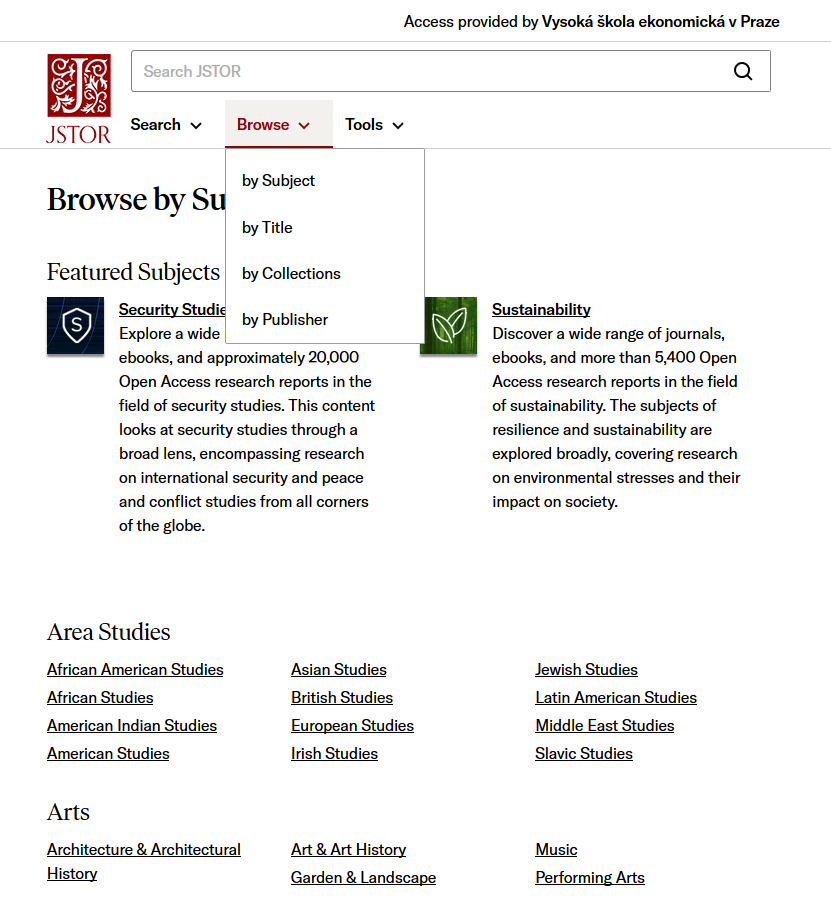 Access provided by Vysoká škola ekonomická v Praze
Search JSTOR
JSTOR
Search
Browse
Tools
by Subject
by Title
by Collections
by Publisher
Browse by Su
Featured Subjects
Security Studie
Explore a wide
ebooks, and approximately 20,000
Open Access research reports in the
field of security studies. This content
looks at security studies through a
broad lens, encompassing research
on international security and peace
and conflict studies from all corners
of the globe.
Sustainability
Discover a wide range of journals,
ebooks, and more than 5,400 Open
Access research reports in the field
of sustainability. The subjects of
resilience and sustainability are
explored broadly, covering research
on environmental stresses and their
impact on society.
Area Studies
African American Studies
African Studies
American Indian Studies
American Studies
Asian Studies
British Studies
European Studies
Irish Studies
Jewish Studies
Latin American Studies
Middle East Studies
Slavic Studies
Arts
Architecture & Architectural
History
Art & Art History
Garden & Landscape
Music
Performing Arts